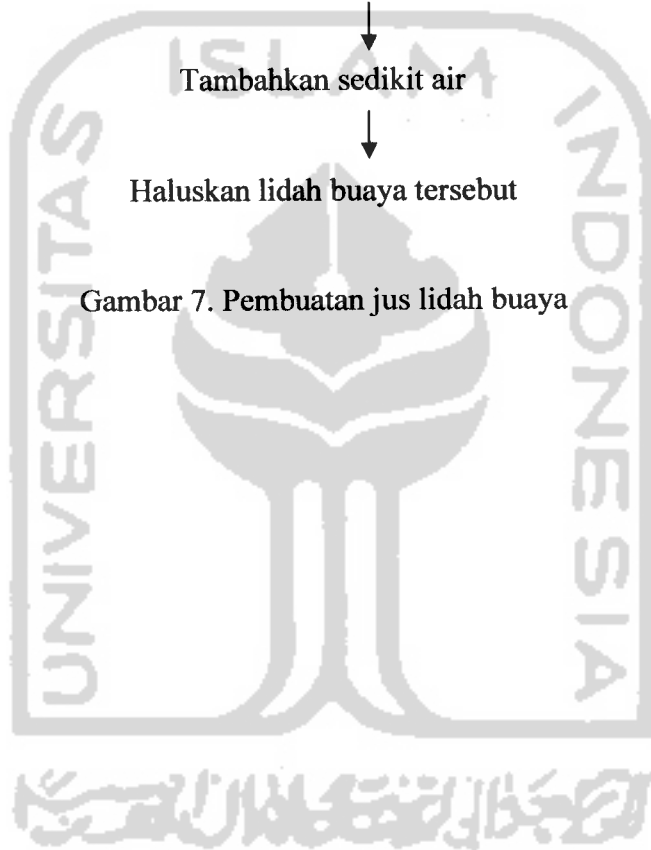 ISLAM
Tambahkan sedikit air
Haluskan lidah buaya tersebut
Gambar 7. Pembuatan jus lidah buaya
UNIVERSITAS
INDONESIA